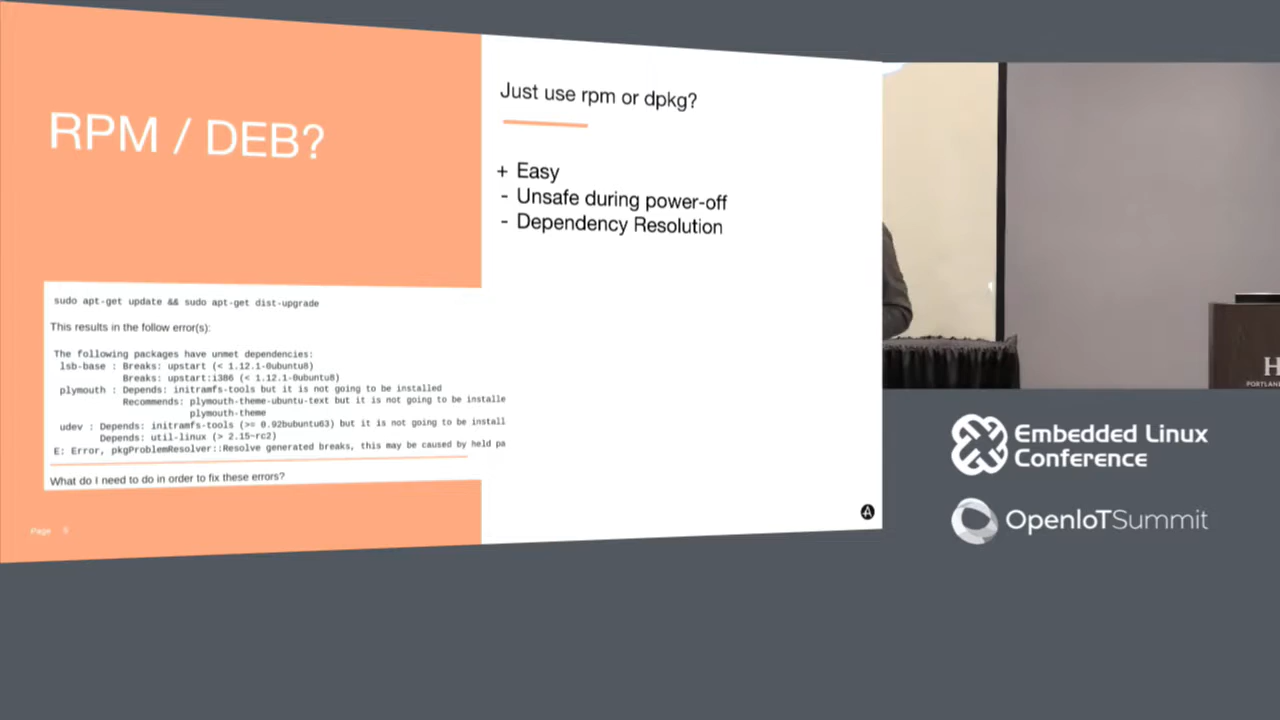 RPM / DEB?
sudo apt-get update && sudo apt-get dist-upgrade
This results in the follow error(s):
The following packages have unmet dependencies:
lsb-base : Breaks: upstart (< 1.12.1-0ubuntu8)
Breaks: upstart:i386 (< 1.12.1-0ubuntu8)
plymouth : Depends: initramfs-tools but it is not going to be installed
Recommends: plymouth-theme-ubuntu-text but it is not going to be installe
plymouth-theme
udev : Depends: initramfs-tools (>= 0.92bubuntu63) but it is not going to be install
Depends: util-linux (> 2.15~rc2)
E: Error, pkgProblemResolver::Resolve generated breaks, this may be caused by held pa
What do I need to do in order to fix these errors?
Page 5
Just use rpm or dpkg?
+ Easy
- Unsafe during power-off
- Dependency Resolution
A
H
PORTLAND
Embedded Linux
Conference
OpenIoTSummit